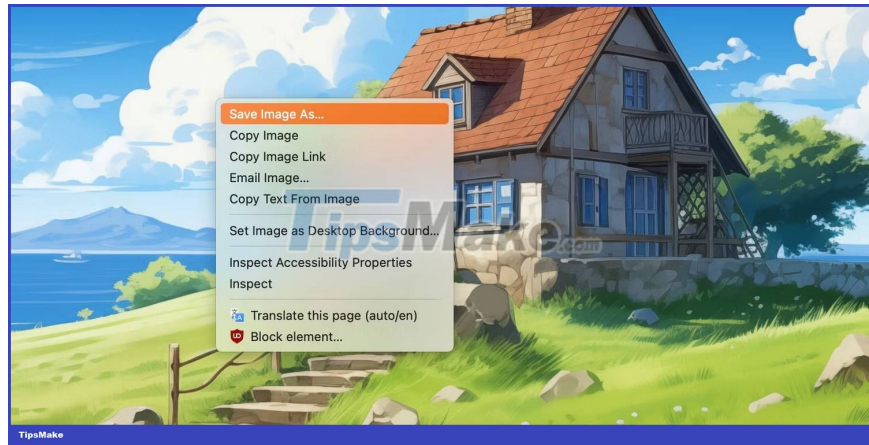 Save Image As...
Copy Image
Copy Image Link
Email Image...
Copy Text From Image
TipsMake.com
Set Image as Desktop Background...
Inspect Accessibility Properties
Inspect
Translate this page (auto/en)
Block element...
TipsMake